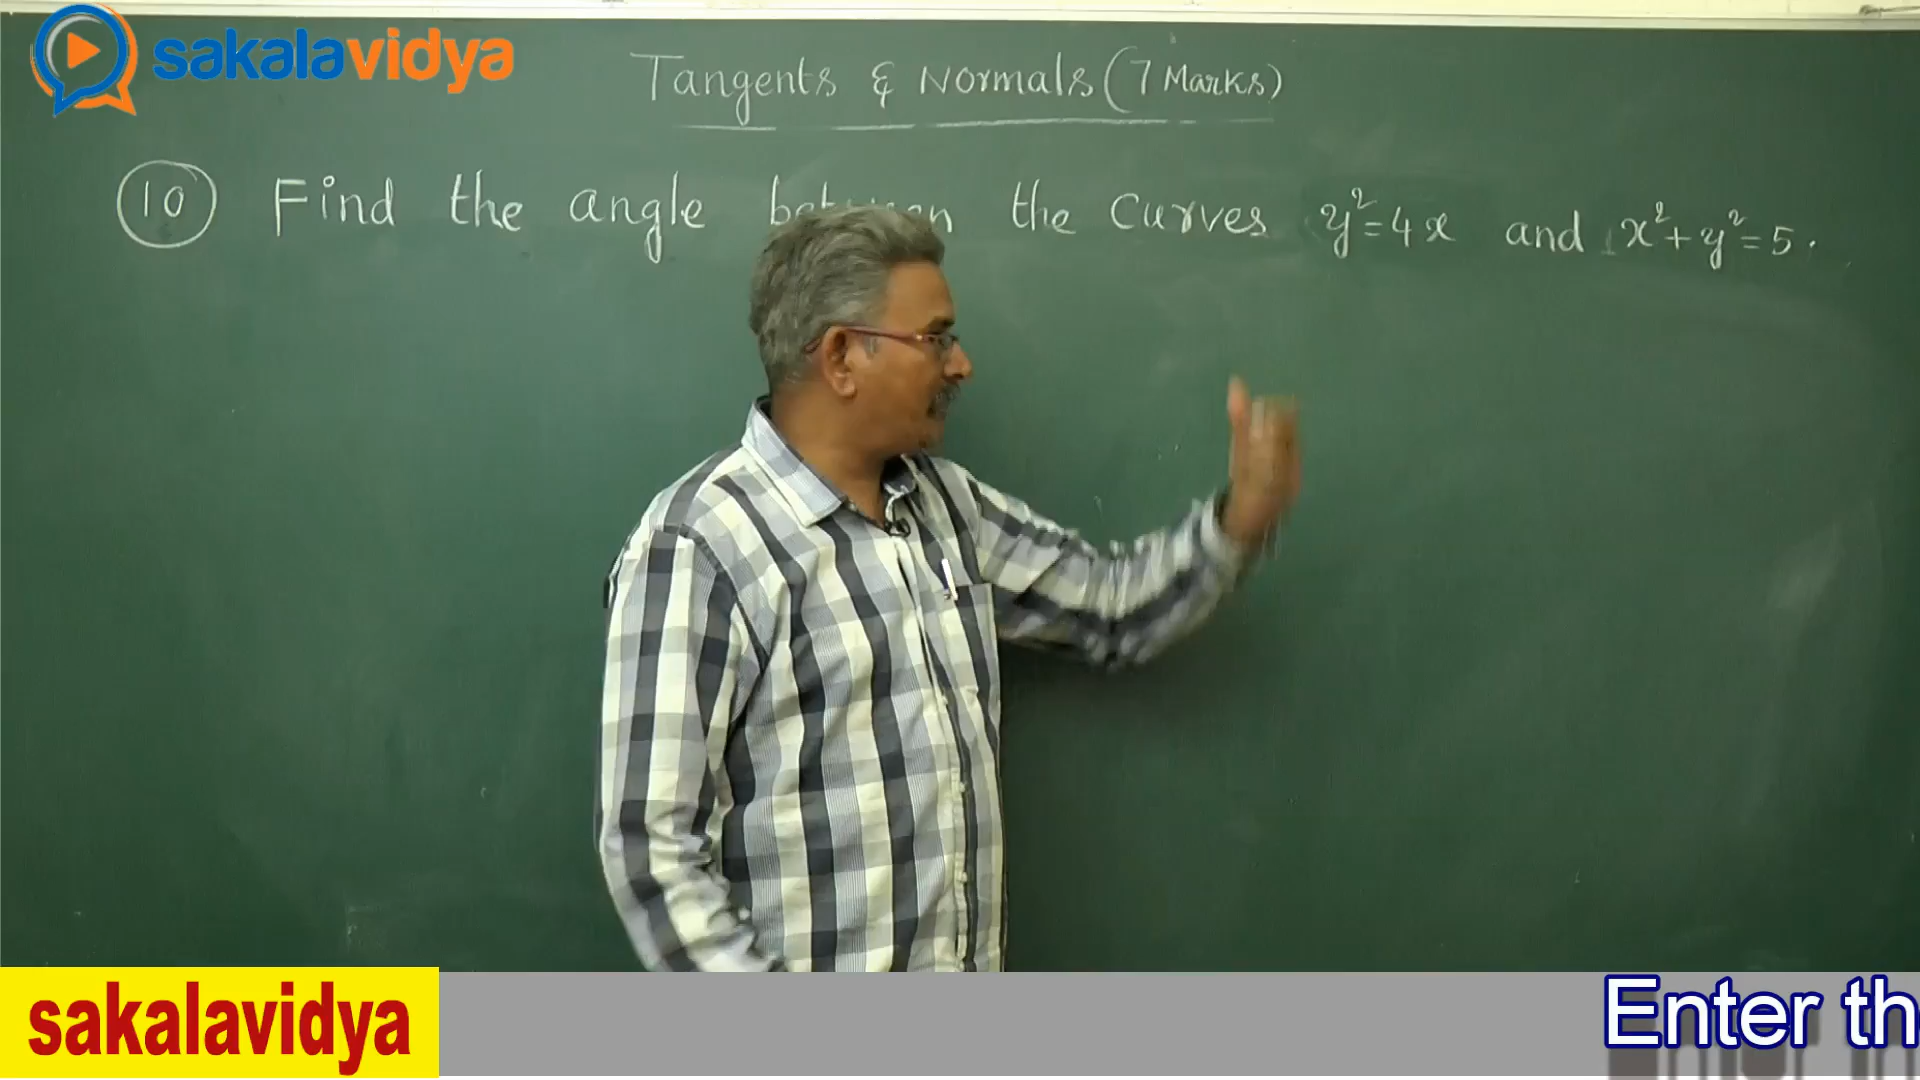 sakalavidya
Tangents & Normals (7 Marks)
10 Find the angle between the curves y²=4x and x²+y²=5.
sakalavidya
Enter th